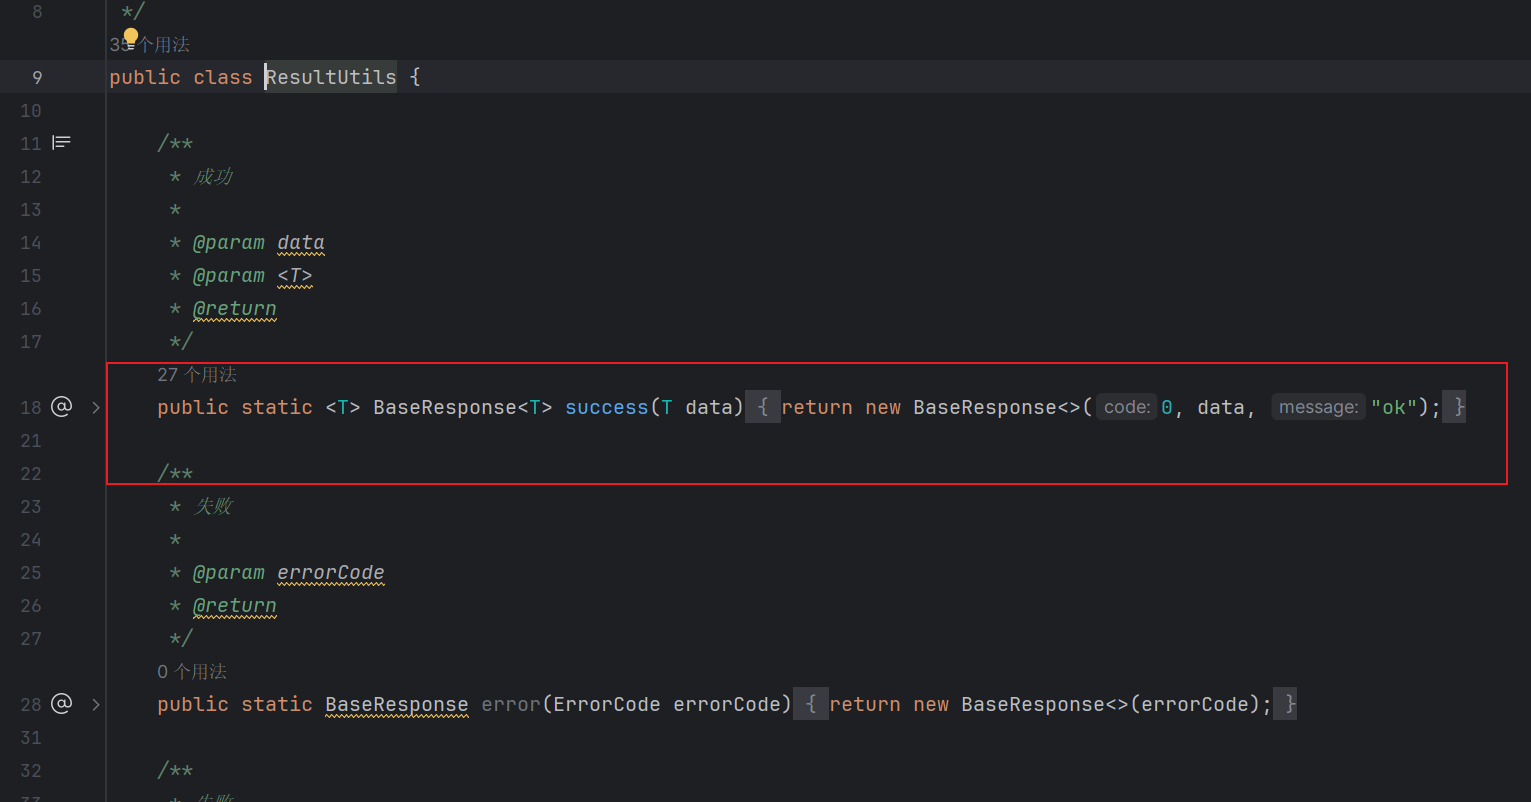 8 */
35 个用法
9 public class ResultUtils {
10
11 /**
12 * 成功
13 *
14 * @param data
15 * @param <T>
16 * @return
17 */
27 个用法
18 @ > public static <T> BaseResponse<T> success(T data) { return new BaseResponse<>( code: 0, data, message: "ok"); }
21
22 /**
23 * 失败
24 *
25 * @param errorCode
26 * @return
27 */
0 个用法
28 @ > public static BaseResponse error(ErrorCode errorCode) { return new BaseResponse<>(errorCode); }
31
32 /**
33 * 失败